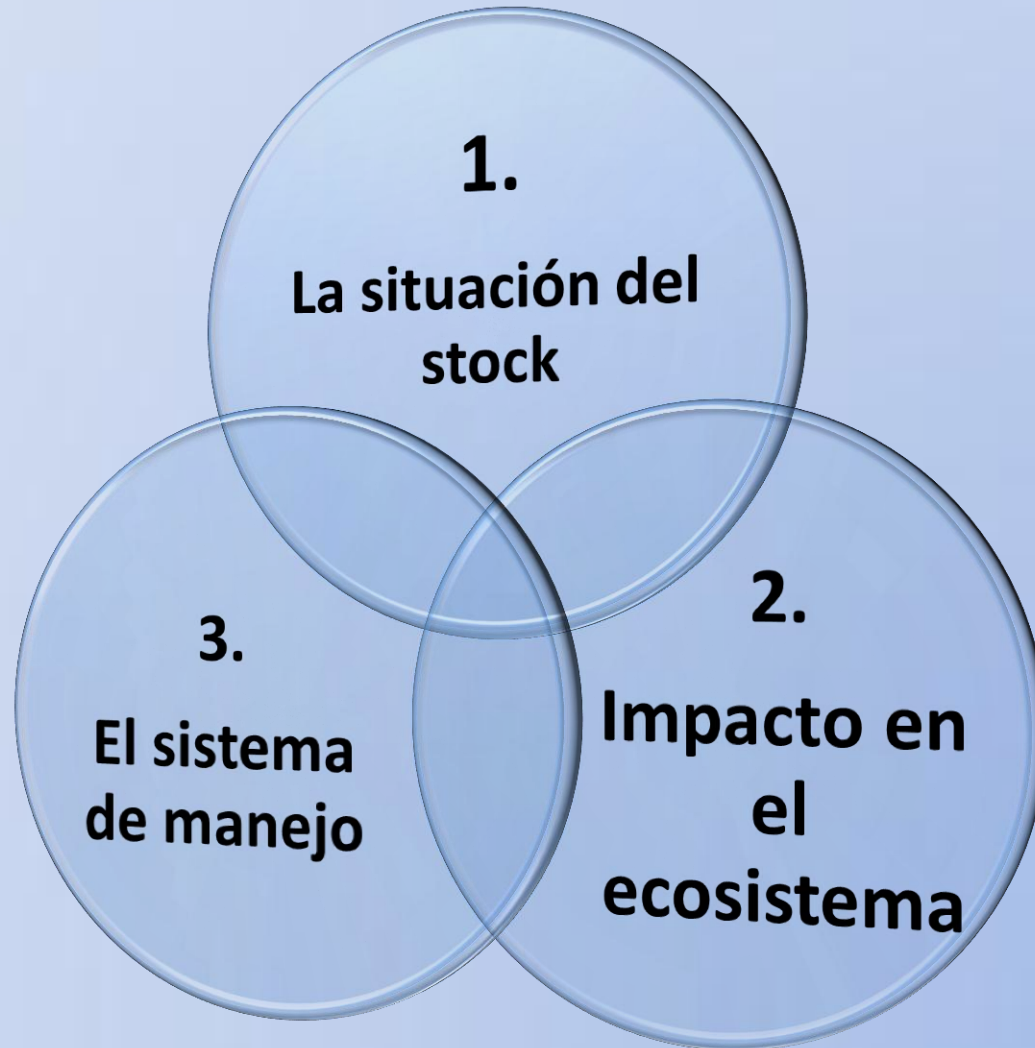 1.
La situación del
stock
2.
Impacto en
el
ecosistema
3.
El sistema
de manejo